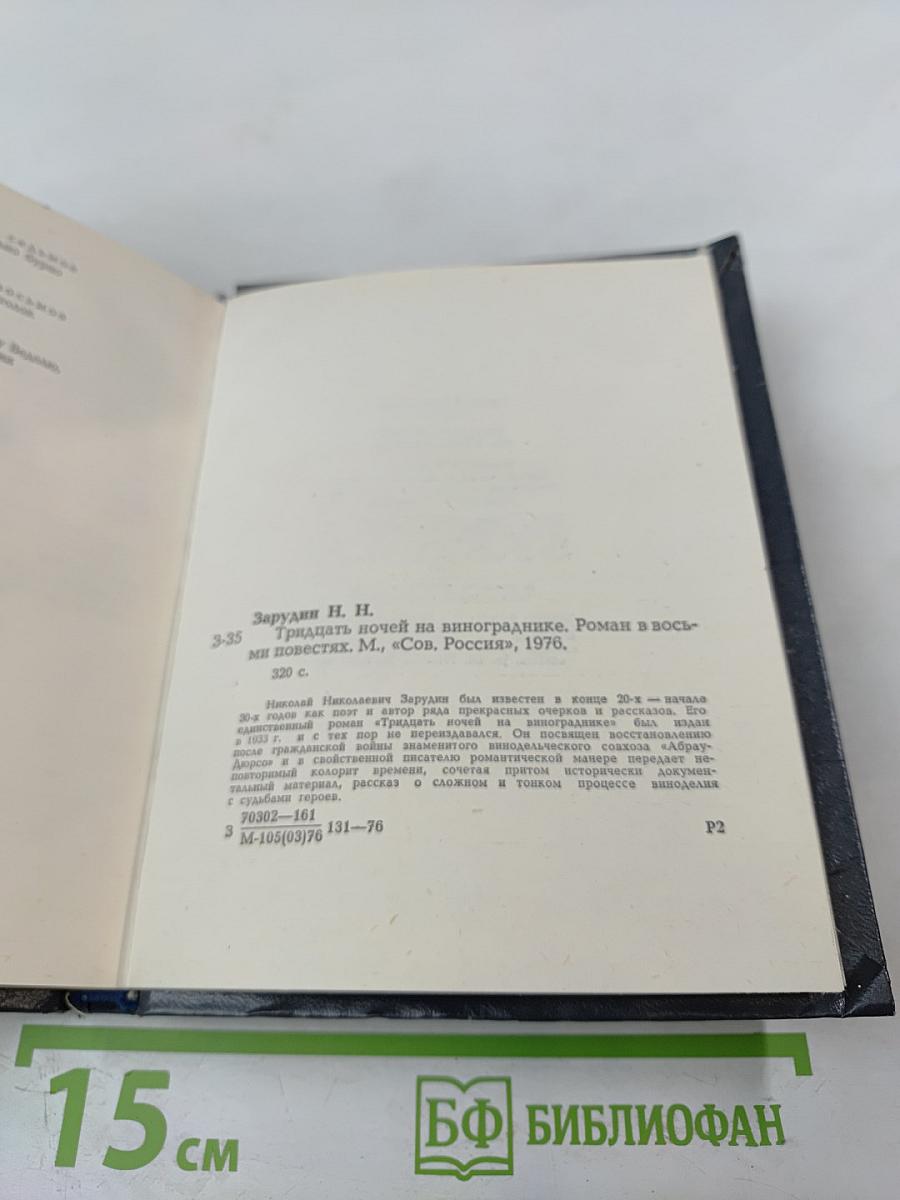 седьмая
бурно
восьмая
Зарудин Н. Н.
З-35 Тридцать ночей на винограднике. Роман в вось-
ми повестях. М., «Сов. Россия», 1976.
320 с.
Николай Николаевич Зарудин был известен в конце 20-х — начале
30-х годов как поэт и автор ряда прекрасных очерков и рассказов. Его
единственный роман «Тридцать ночей на винограднике» был издан
в 1933 г. и с тех пор не переиздавался. Он посвящен восстановлению
после гражданской войны знаменитого винодельческого совхоза «Абрау-
Дюрсо» и в свойственной писателю романтической манере передает не-
повторимый колорит времени, сочетая притом исторически докумен-
тальный материал, рассказ о сложном и тонком процессе виноделия
с судьбами героев.
З 70302—161
М-105(03)76 131—76 Р2
15 см БФ БИБЛИОФАН